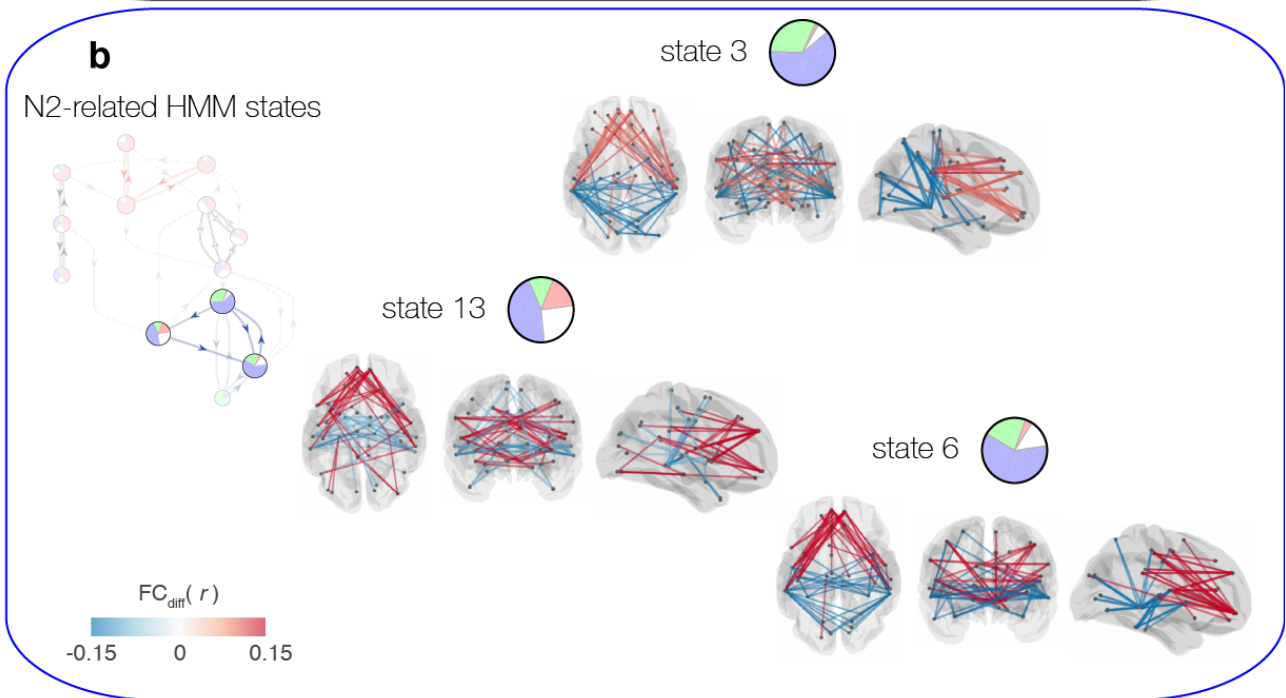 b
N2-related HMM states
state 3
state 13
state 6
FCdiff( r )
-0.15 0 0.15